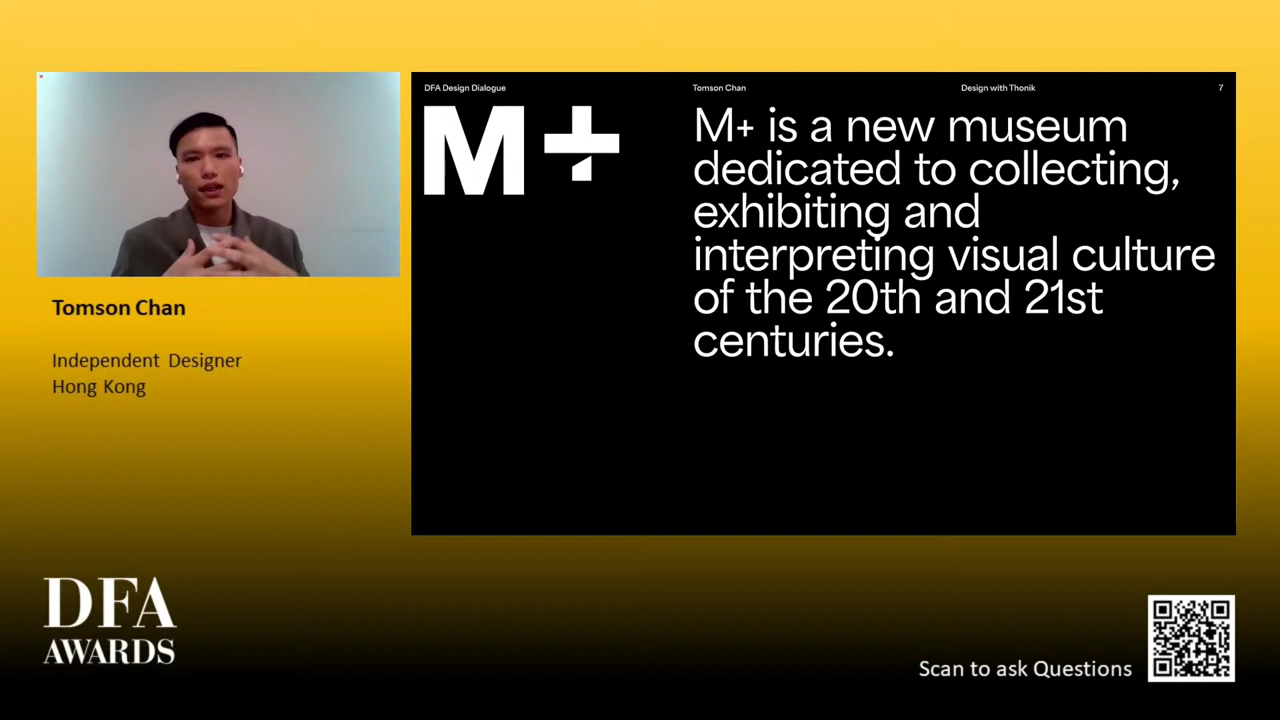 DFA Design Dialogue
Tomson Chan
Design with Thonik
7
M+
M+ is a new museum
dedicated to collecting,
exhibiting and
interpreting visual culture
of the 20th and 21st
centuries.
Tomson Chan
Independent Designer
Hong Kong
DFA
AWARDS
Scan to ask Questions